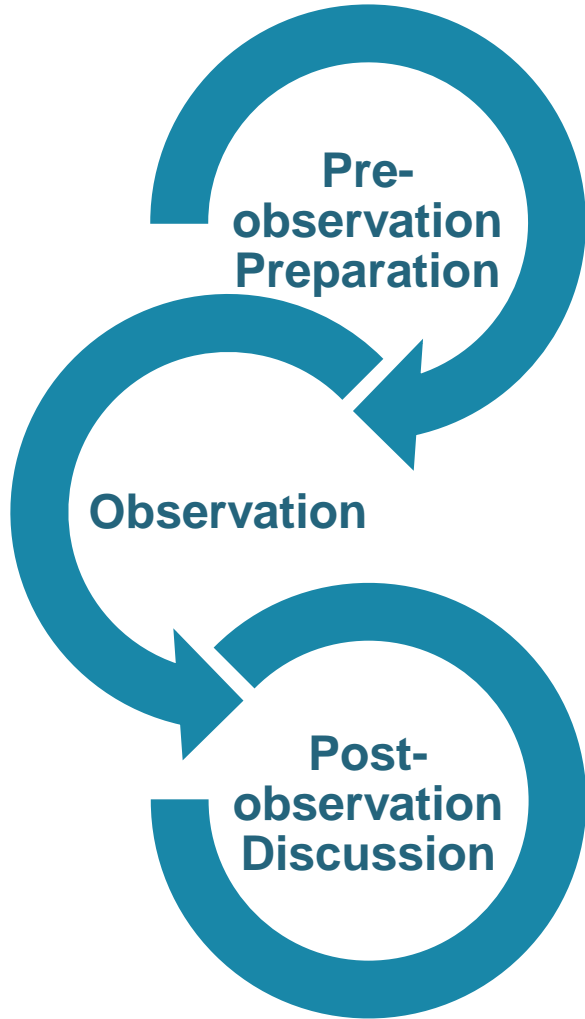 Pre-
observation
Preparation
Observation
Post-
observation
Discussion